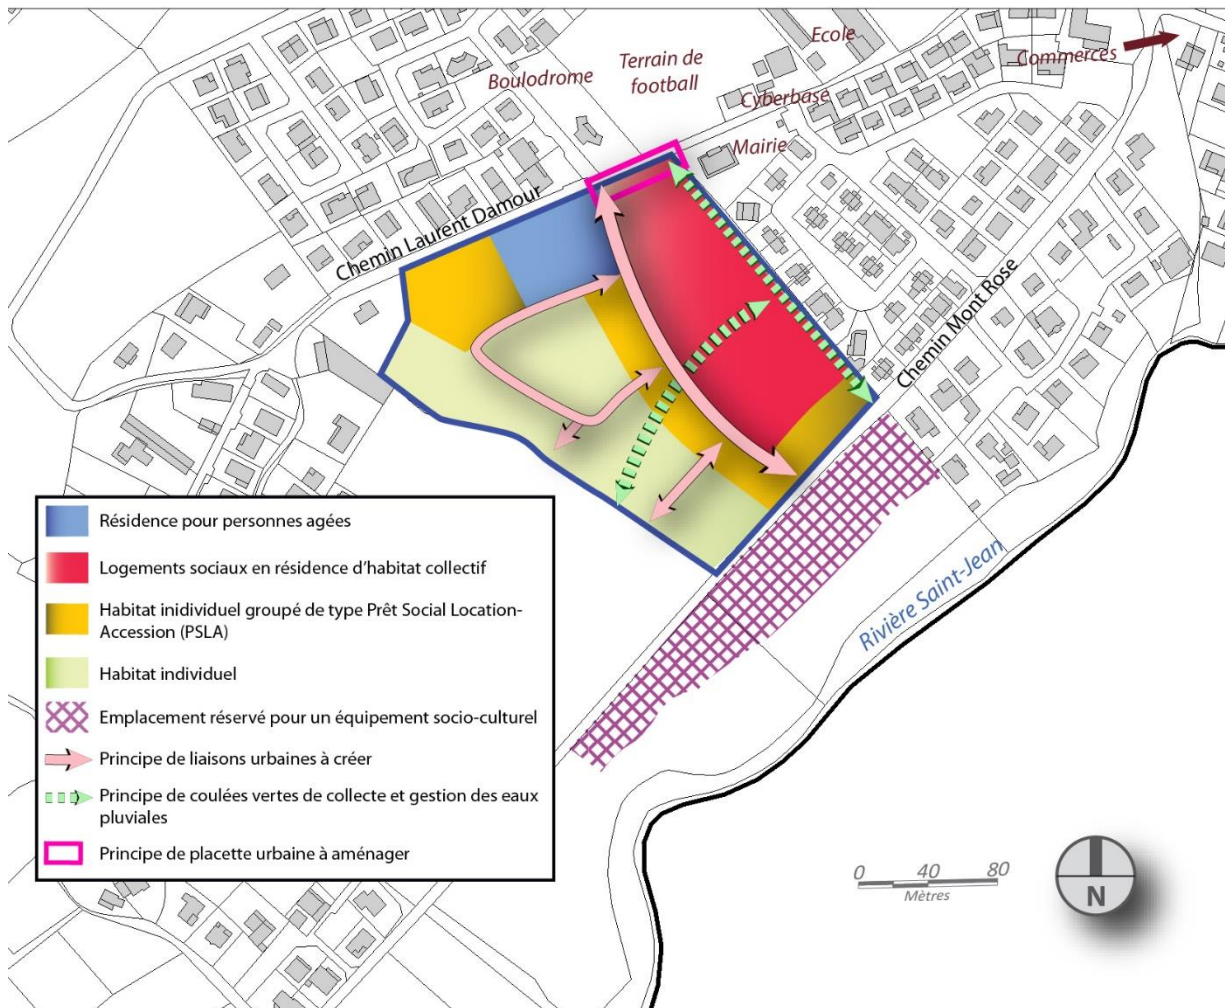 Ecole
Commerces
Terrain de
football
Boulodrome
Cyberbase
Mairie
Chemin Laurent Damour
Chemin Mont Rose
Rivière Saint-Jean
Résidence pour personnes agées
Logements sociaux en résidence d'habitat collectif
Habitat inidividuel groupé de type Prêt Social Location-
Accession (PSLA)
Habitat individuel
Emplacement réservé pour un équipement socio-culturel
Principe de liaisons urbaines à créer
Principe de coulées vertes de collecte et gestion des eaux
pluviales
Principe de placette urbaine à aménager
0 40 80
Mètres
N